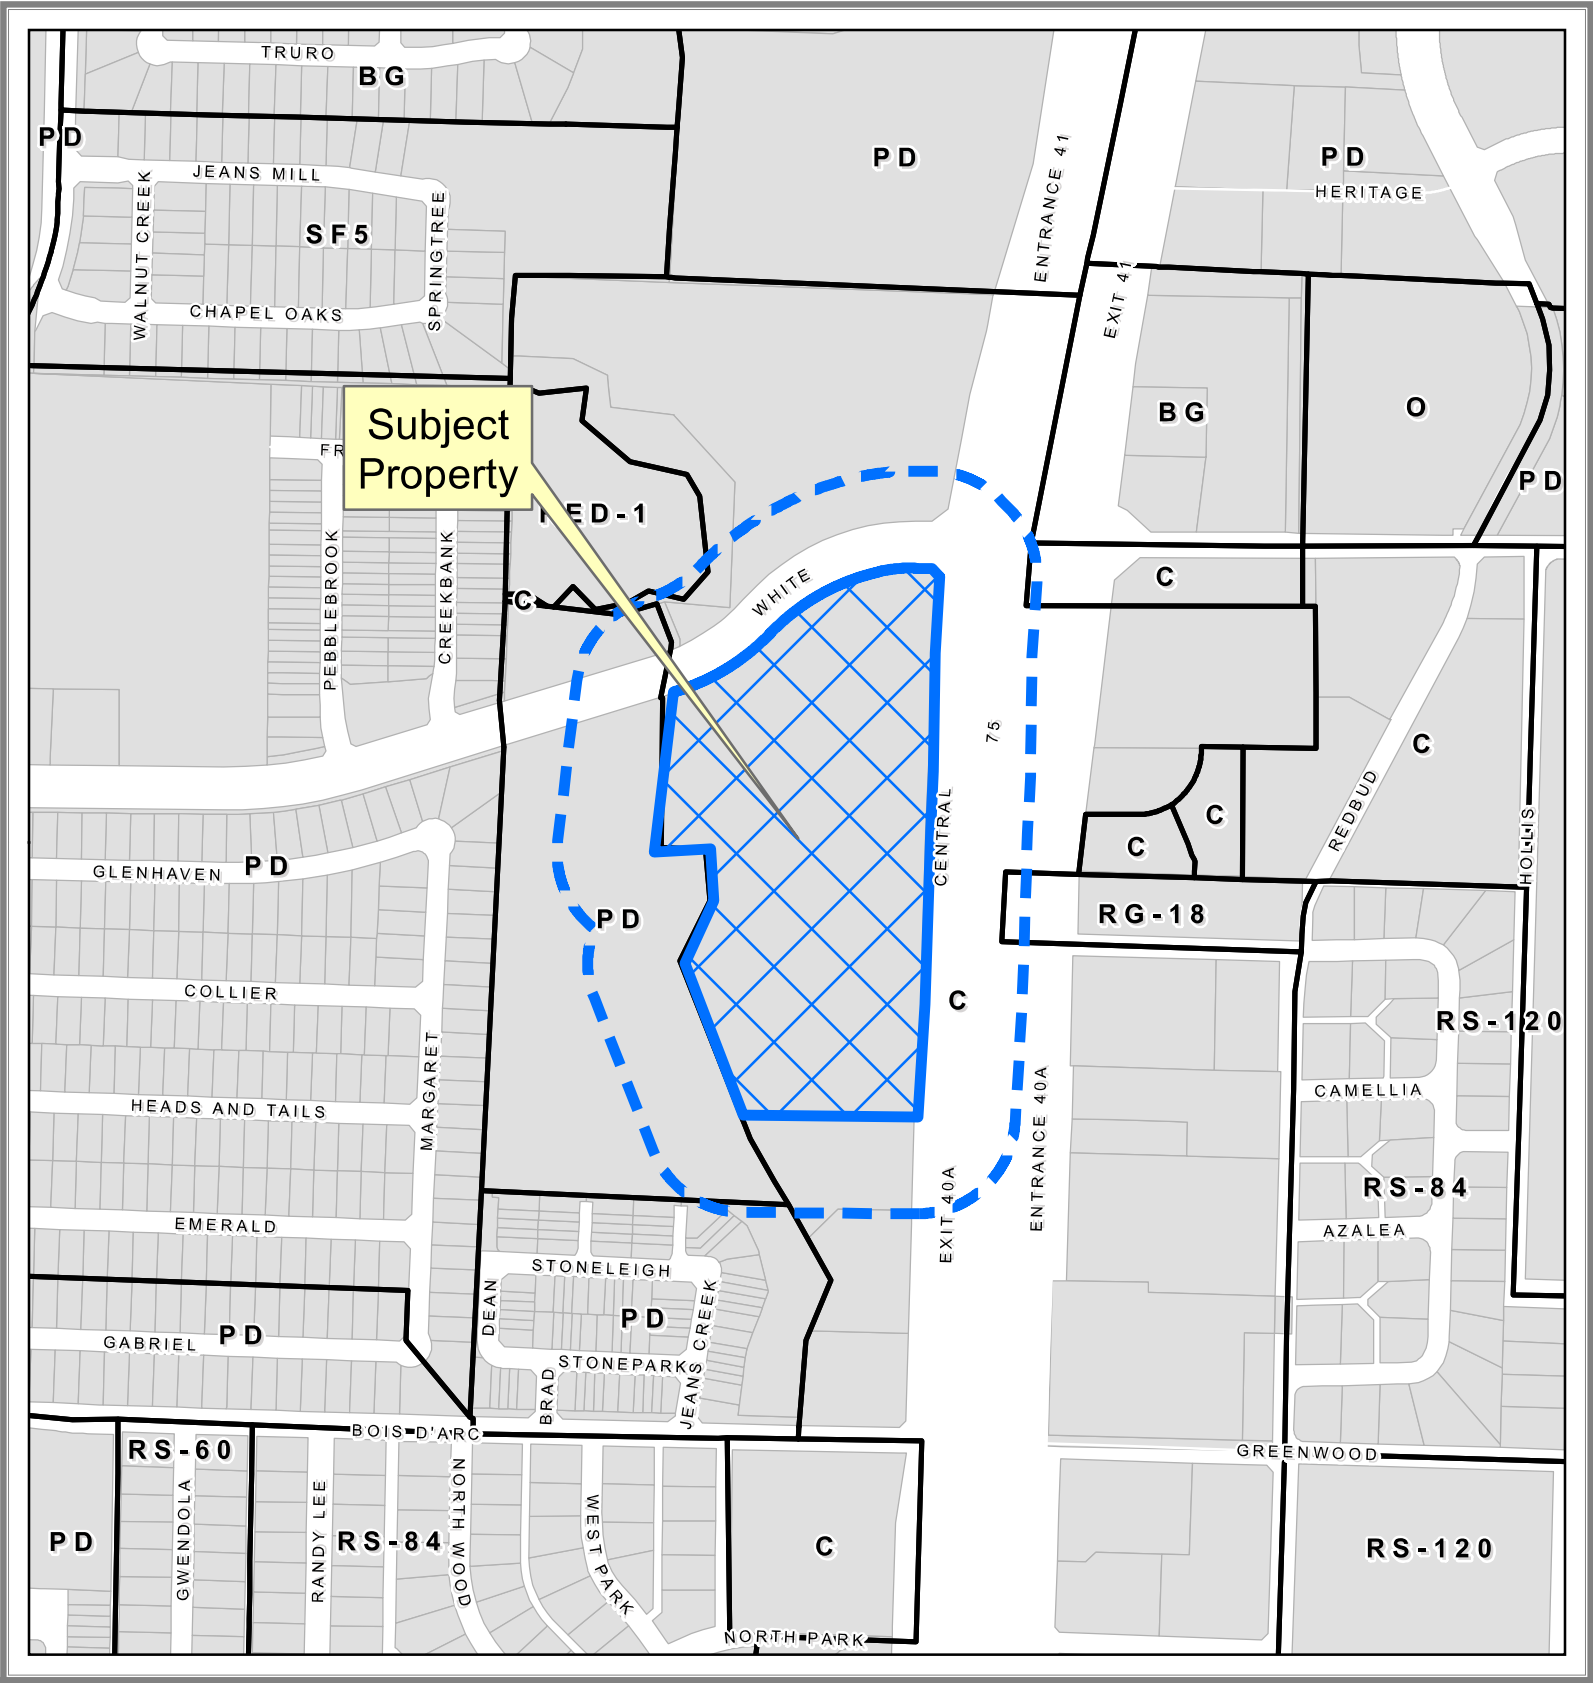 TRURO
BG
PD
PD
ENTRANCE 41
PD
JEANS MILL
HERITAGE
WALNUT CREEK
SF5
SPRINGTREE
CHAPEL OAKS
EXIT 41
Subject
Property
BG
O
PD
FR
ED-1
PEBBLEBROOK
CREEKBANK
C
WHITE
C
75
C
CENTRAL
REDBUD
HOLLIS
C
C
GLENHAVEN
PD
PD
RG-18
COLLIER
C
RS-120
MARGARET
HEADS AND TAILS
ENTRANCE 40A
CAMELLIA
EXIT 40A
RS-84
EMERALD
AZALEA
STONELEIGH
DEAN
PD
JEANS CREEK
GABRIEL
PD
STONEPARK
BRAD
BOIS D'ARC
RS-60
GREENWOOD
GWENDOLA
RANDY LEE
RS-84
NORTH WOOD
WEST PARK
PD
C
RS-120
NORTH PARK